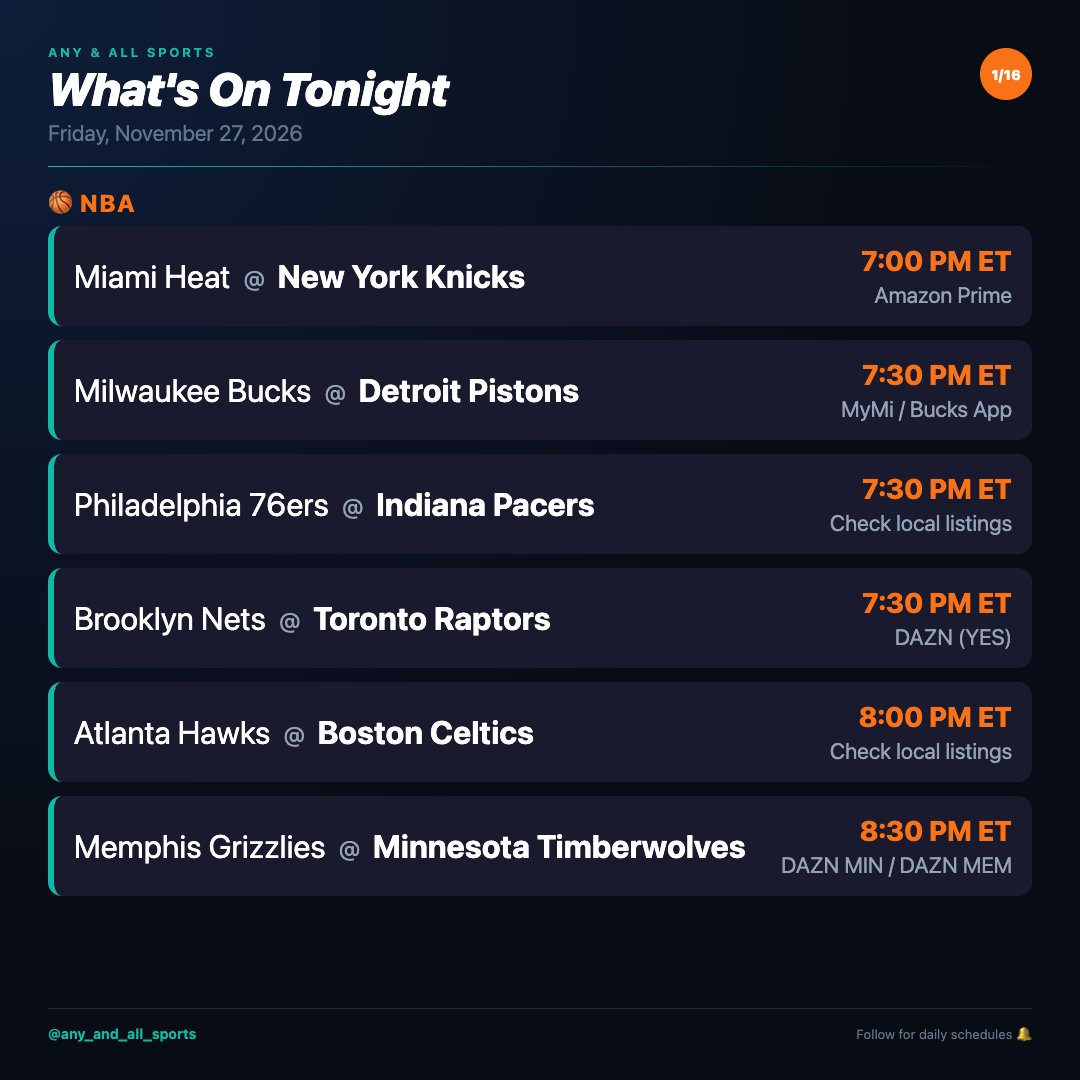 ANY & ALL SPORTS
What's On Tonight
1/16
Friday, November 27, 2026
🏀 NBA
Miami Heat @ New York Knicks
7:00 PM ET
Amazon Prime
Milwaukee Bucks @ Detroit Pistons
7:30 PM ET
MyMi / Bucks App
Philadelphia 76ers @ Indiana Pacers
7:30 PM ET
Check local listings
Brooklyn Nets @ Toronto Raptors
7:30 PM ET
DAZN (YES)
Atlanta Hawks @ Boston Celtics
8:00 PM ET
Check local listings
Memphis Grizzlies @ Minnesota Timberwolves
8:30 PM ET
DAZN MIN / DAZN MEM
@any_and_all_sports
Follow for daily schedules 🔔